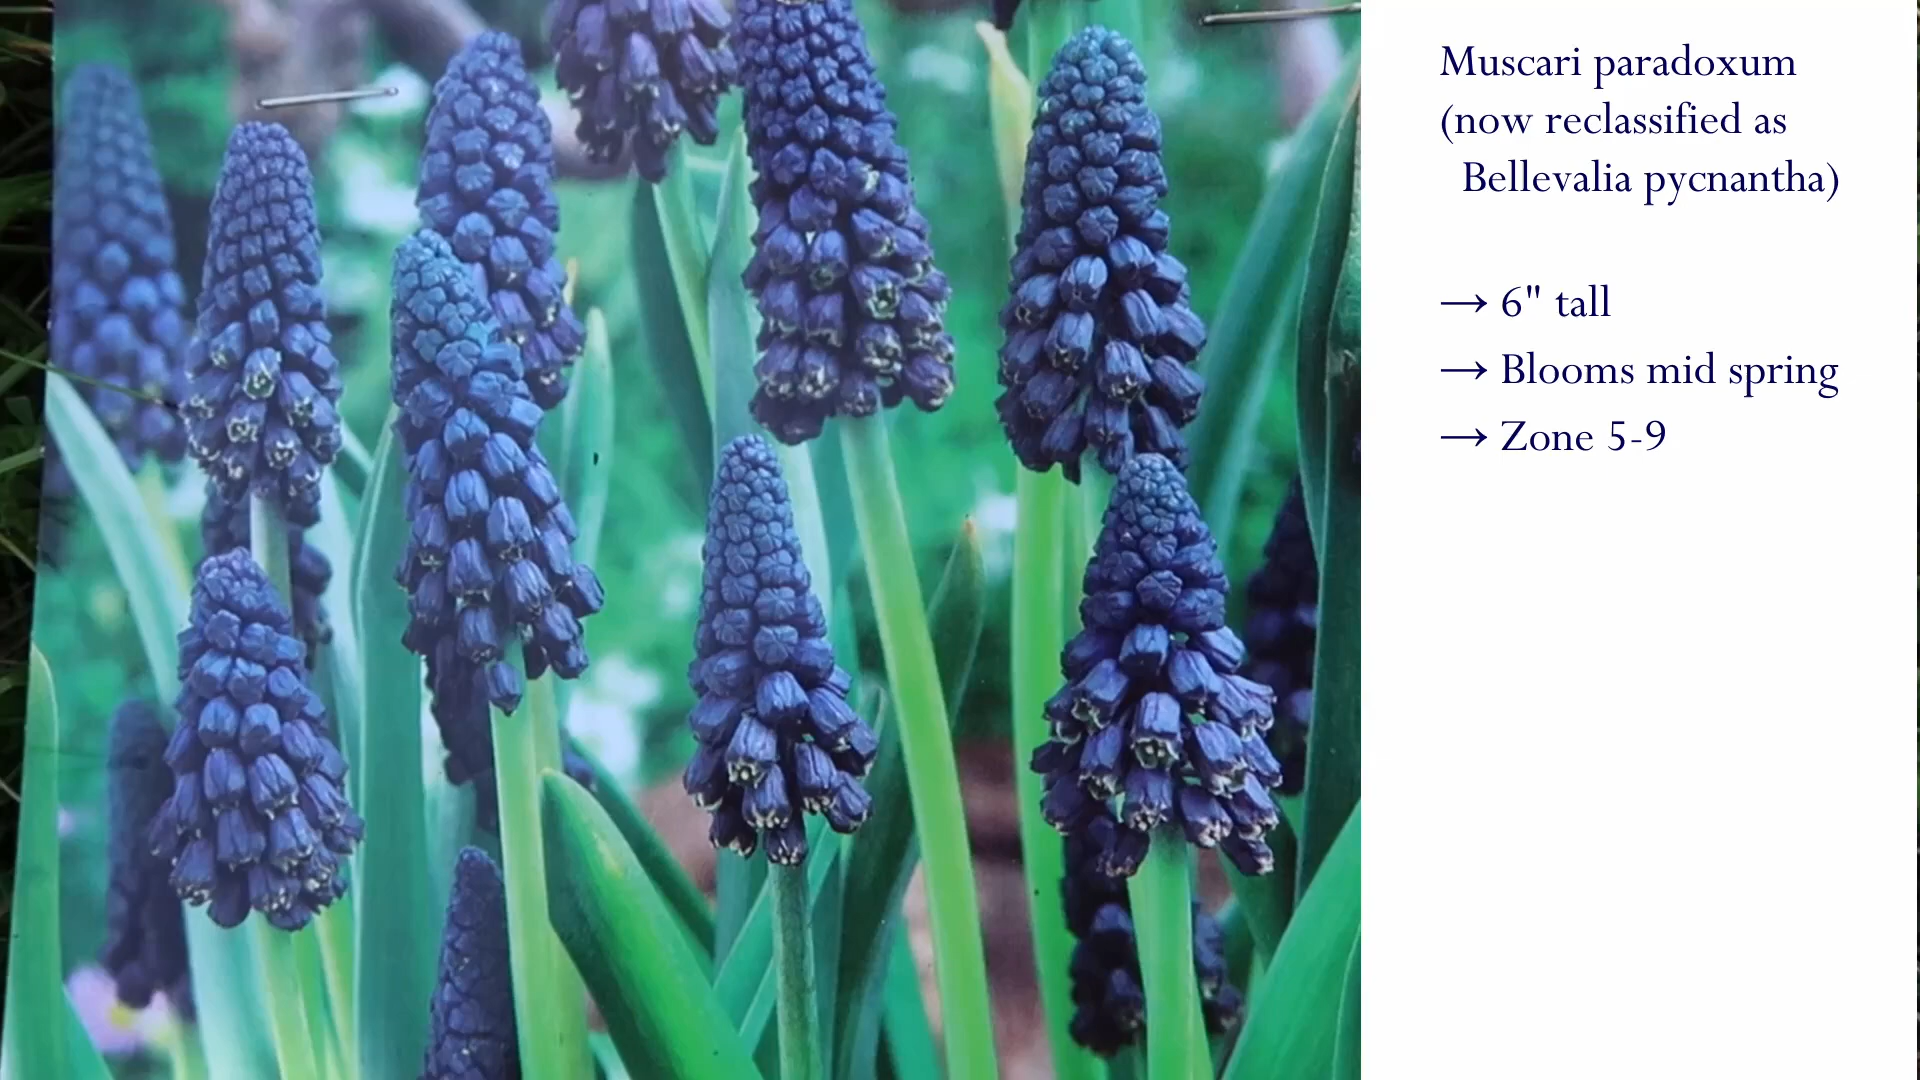 Muscari paradoxum
(now reclassified as
Bellevalia pycnantha)
→ 6" tall
→ Blooms mid spring
→ Zone 5-9